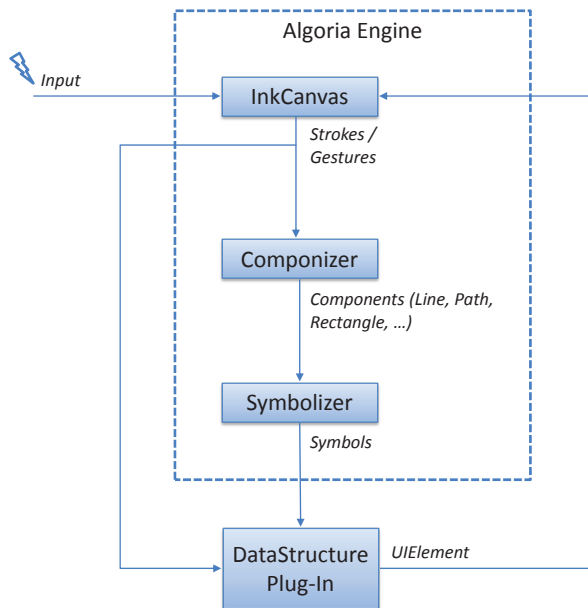 Algoria Engine
Input
InkCanvas
Strokes /
Gestures
Componizer
Components (Line, Path,
Rectangle, ...)
Symbolizer
Symbols
DataStructure
Plug-In
UIElement